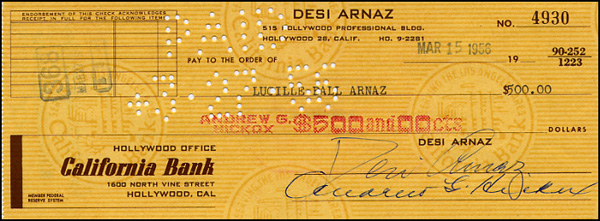 ENDORSEMENT OF THIS CHECK ACKNOWLEDGES
RECEIPT IN FULL FOR THE FOLLOWING ITEMS
DESI ARNAZ
515 HOLLYWOOD PROFESSIONAL BLDG.
HOLLYWOOD 28, CALIF. HO. 9-2281
NO. 4930
MAR 15 1956
19
90-252
1223
PAY TO THE ORDER OF
PAID
LUCILLE BALL ARNAZ
$500.00
ANDREW G.
HICKOX
$500 and 00 cts
DOLLARS
HOLLYWOOD OFFICE
California Bank
1600 NORTH VINE STREET
HOLLYWOOD, CAL
MEMBER FEDERAL
RESERVE SYSTEM
DESI ARNAZ
Desi Arnaz
Andrew G. Hickox